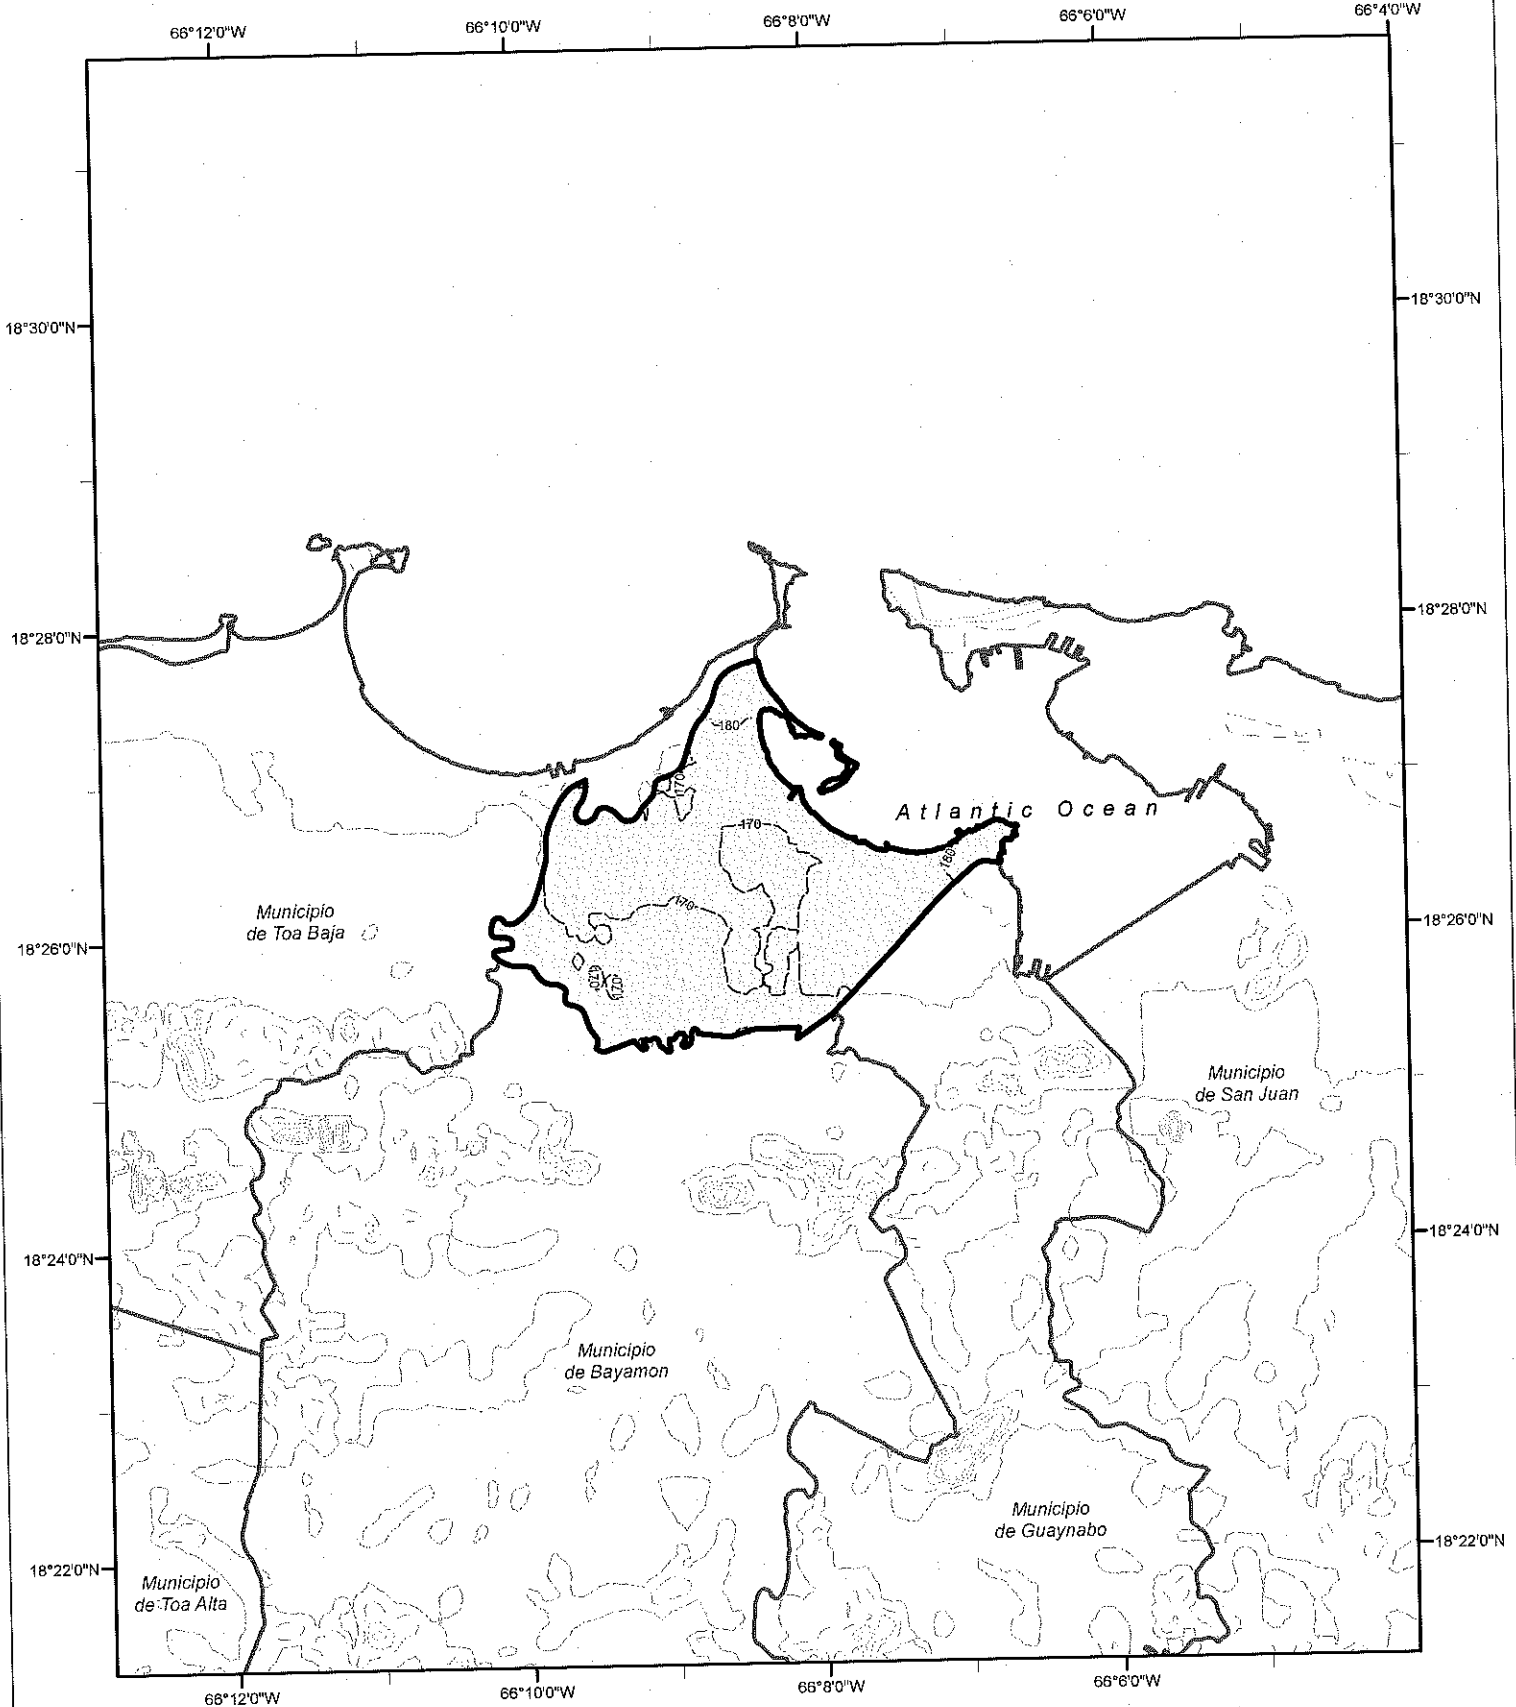 66°12'0"W
66°10'0"W
66°8'0"W
66°6'0"W
66°4'0"W
18°30'0"N
18°30'0"N
18°28'0"N
18°28'0"N
180
170
Atlantic Ocean
170
180
170
Municipio
de Toa Baja
18°26'0"N
18°26'0"N
170
170
Municipio
de San Juan
18°24'0"N
18°24'0"N
Municipio
de Bayamon
Municipio
de Guaynabo
18°22'0"N
18°22'0"N
Municipio
de Toa Alta
66°12'0"W
66°10'0"W
66°8'0"W
66°6'0"W